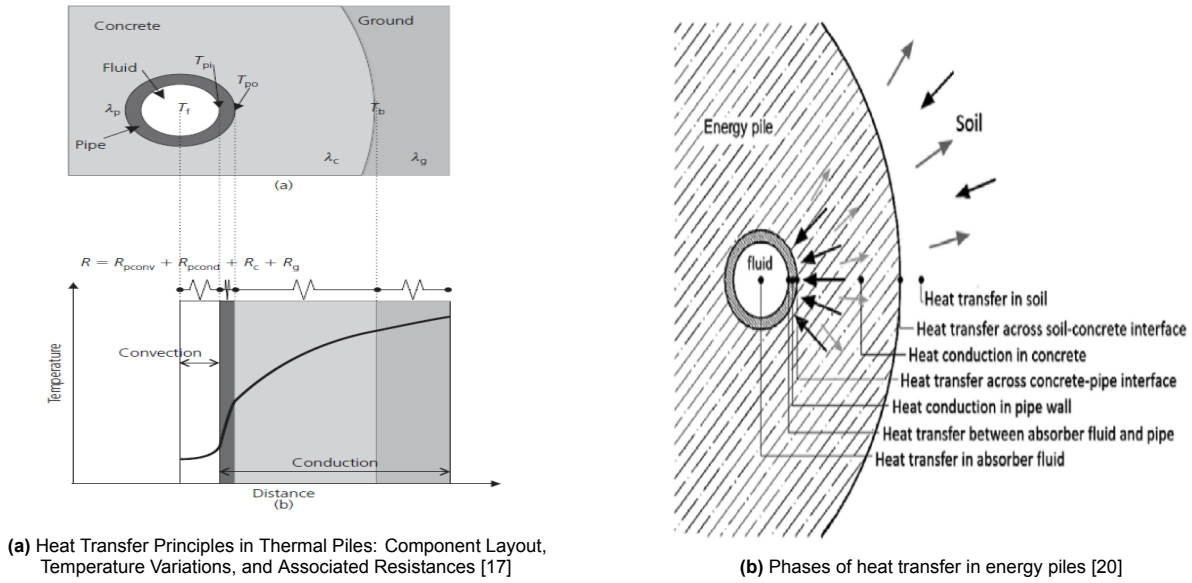 Concrete
Ground
Fluid
T_pi
T_po
λ_p
T_f
T_b
Pipe
λ_c
λ_g
(a)
R = R_pconv + R_pcond + R_c + R_g
Convection
Temperature
Conduction
Distance
(b)
(a) Heat Transfer Principles in Thermal Piles: Component Layout,
Temperature Variations, and Associated Resistances [17]
Energy pile
Soil
fluid
Heat transfer in soil
Heat transfer across soil-concrete interface
Heat conduction in concrete
Heat transfer across concrete-pipe interface
Heat conduction in pipe wall
Heat transfer between absorber fluid and pipe
Heat transfer in absorber fluid
(b) Phases of heat transfer in energy piles [20]